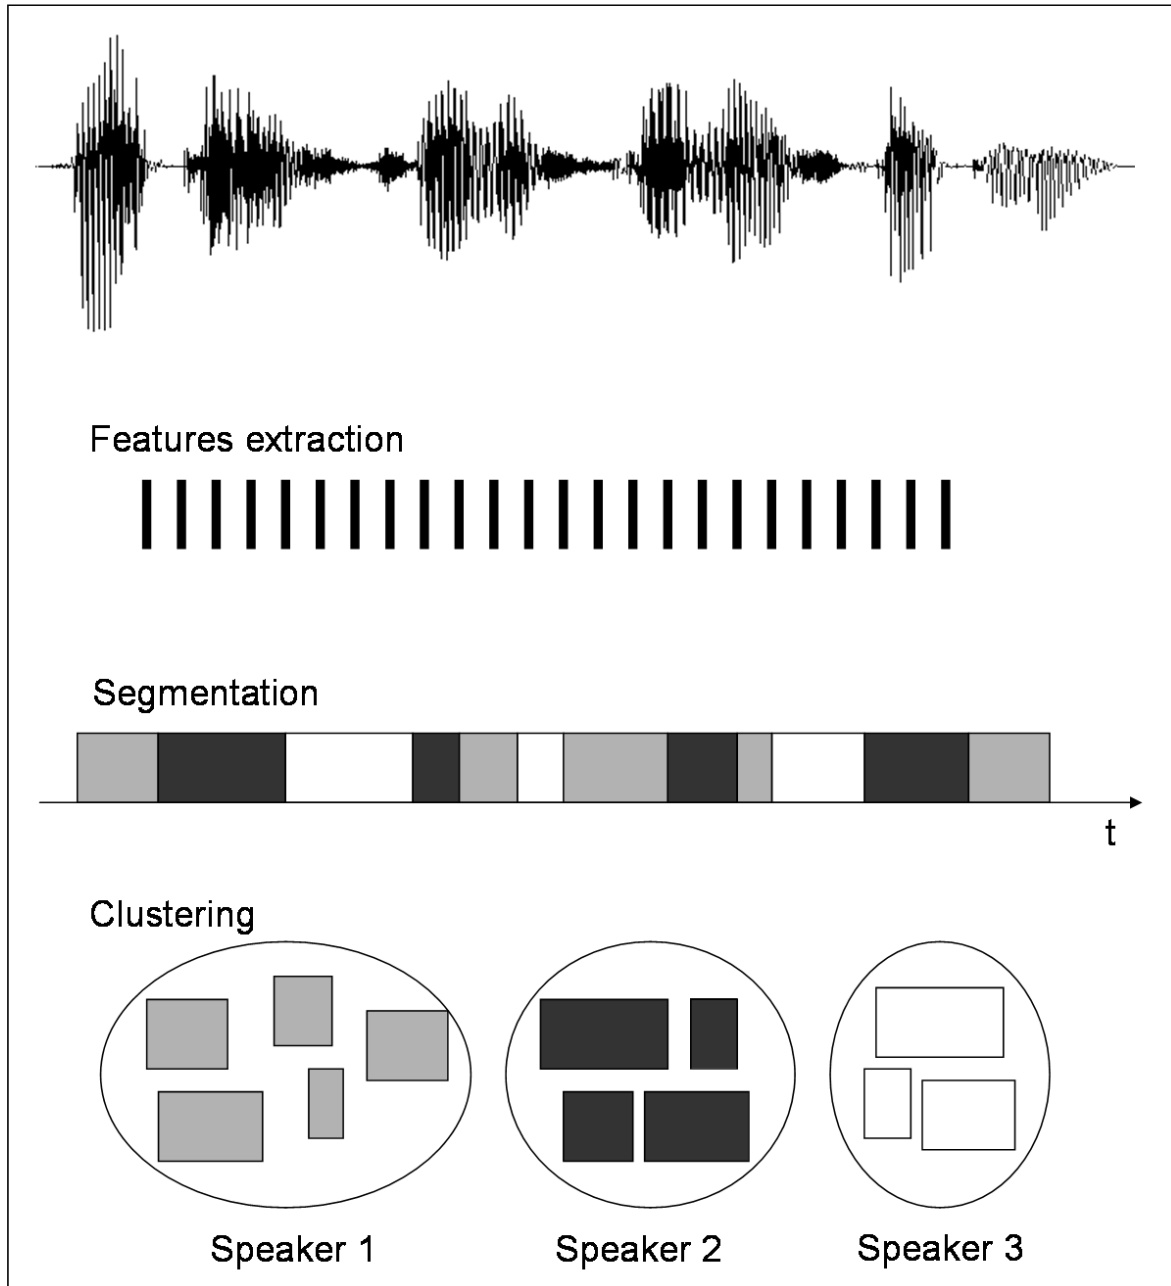 Features extraction
Segmentation
t
Clustering
Speaker 1
Speaker 2
Speaker 3